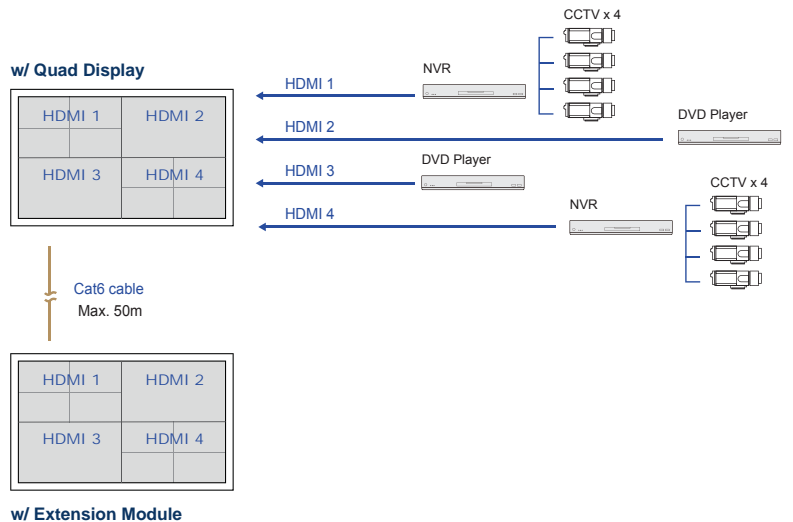 CCTV x 4
w/ Quad Display
NVR
HDMI 1
HDMI 1
HDMI 2
HDMI 2
DVD Player
HDMI 3
HDMI 4
HDMI 3
DVD Player
HDMI 4
NVR
CCTV x 4
Cat6 cable
Max. 50m
HDMI 1
HDMI 2
HDMI 3
HDMI 4
w/ Extension Module